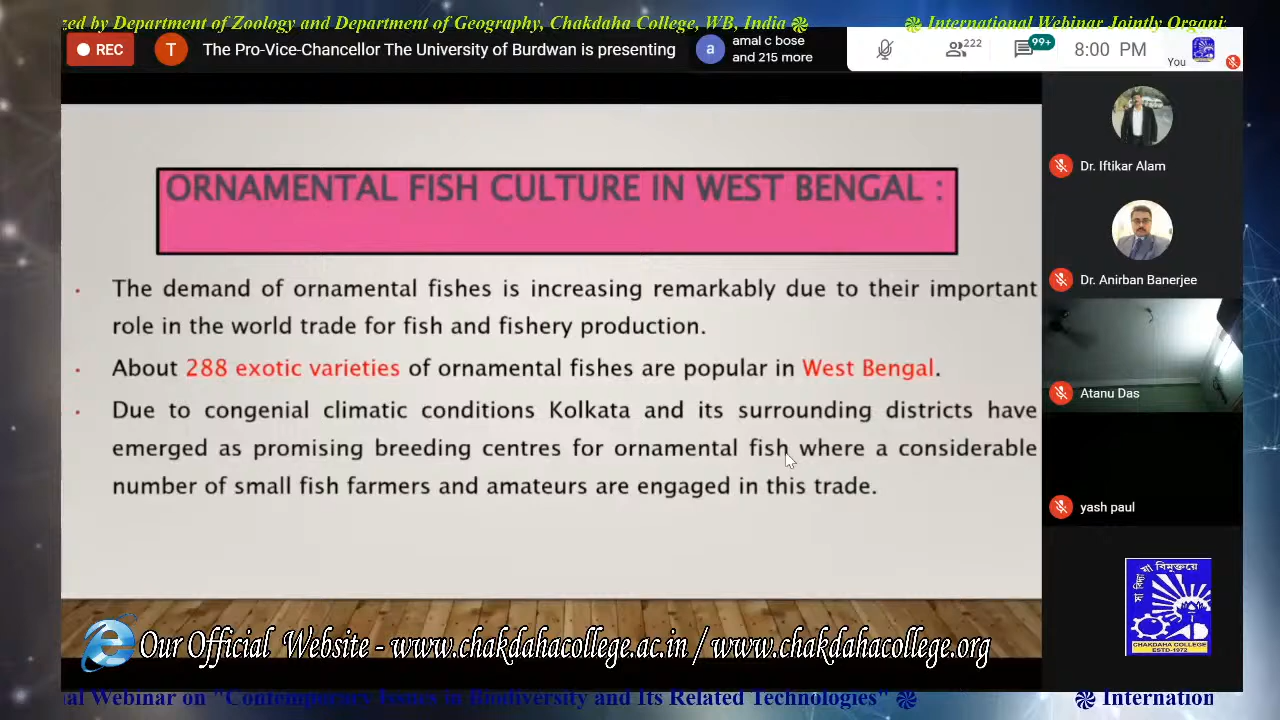 zed by Department of Zoology and Department of Geography, Chakdaha College, WB, India ֎ ֎ International Webinar Jointly Organi
REC
T
The Pro-Vice-Chancellor The University of Burdwan is presenting
a
amal c bose
and 215 more
222
99+
8:00 PM
You
ORNAMENTAL FISH CULTURE IN WEST BENGAL :
• The demand of ornamental fishes is increasing remarkably due to their important
role in the world trade for fish and fishery production.
• About 288 exotic varieties of ornamental fishes are popular in West Bengal.
• Due to congenial climatic conditions Kolkata and its surrounding districts have
emerged as promising breeding centres for ornamental fish where a considerable
number of small fish farmers and amateurs are engaged in this trade.
Dr. Iftikar Alam
Dr. Anirban Banerjee
Atanu Das
yash paul
সা বিদ্যা যা বিমুক্তয়ে
CHAKDAHA COLLEGE
ESTD-1972
Our Official Website - www.chakdahacollege.ac.in / www.chakdahacollege.org
al Webinar on "Contemporary Issues in Biodiversity and Its Related Technologies" ֎ ֎ Internation